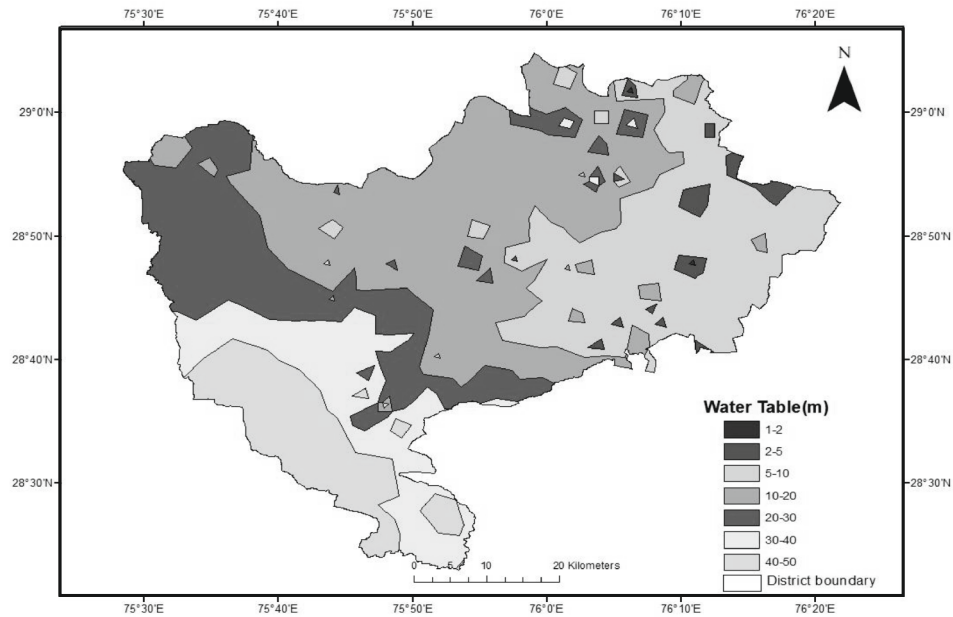 75°30'E 75°40'E 75°50'E 76°0'E 76°10'E 76°20'E
N
29°0'N 29°0'N
28°50'N 28°50'N
28°40'N 28°40'N
28°30'N 28°30'N
Water Table(m)
1-2
2-5
5-10
10-20
20-30
30-40
40-50
District boundary
0 5 10 20 Kilometers
75°30'E 75°40'E 75°50'E 76°0'E 76°10'E 76°20'E